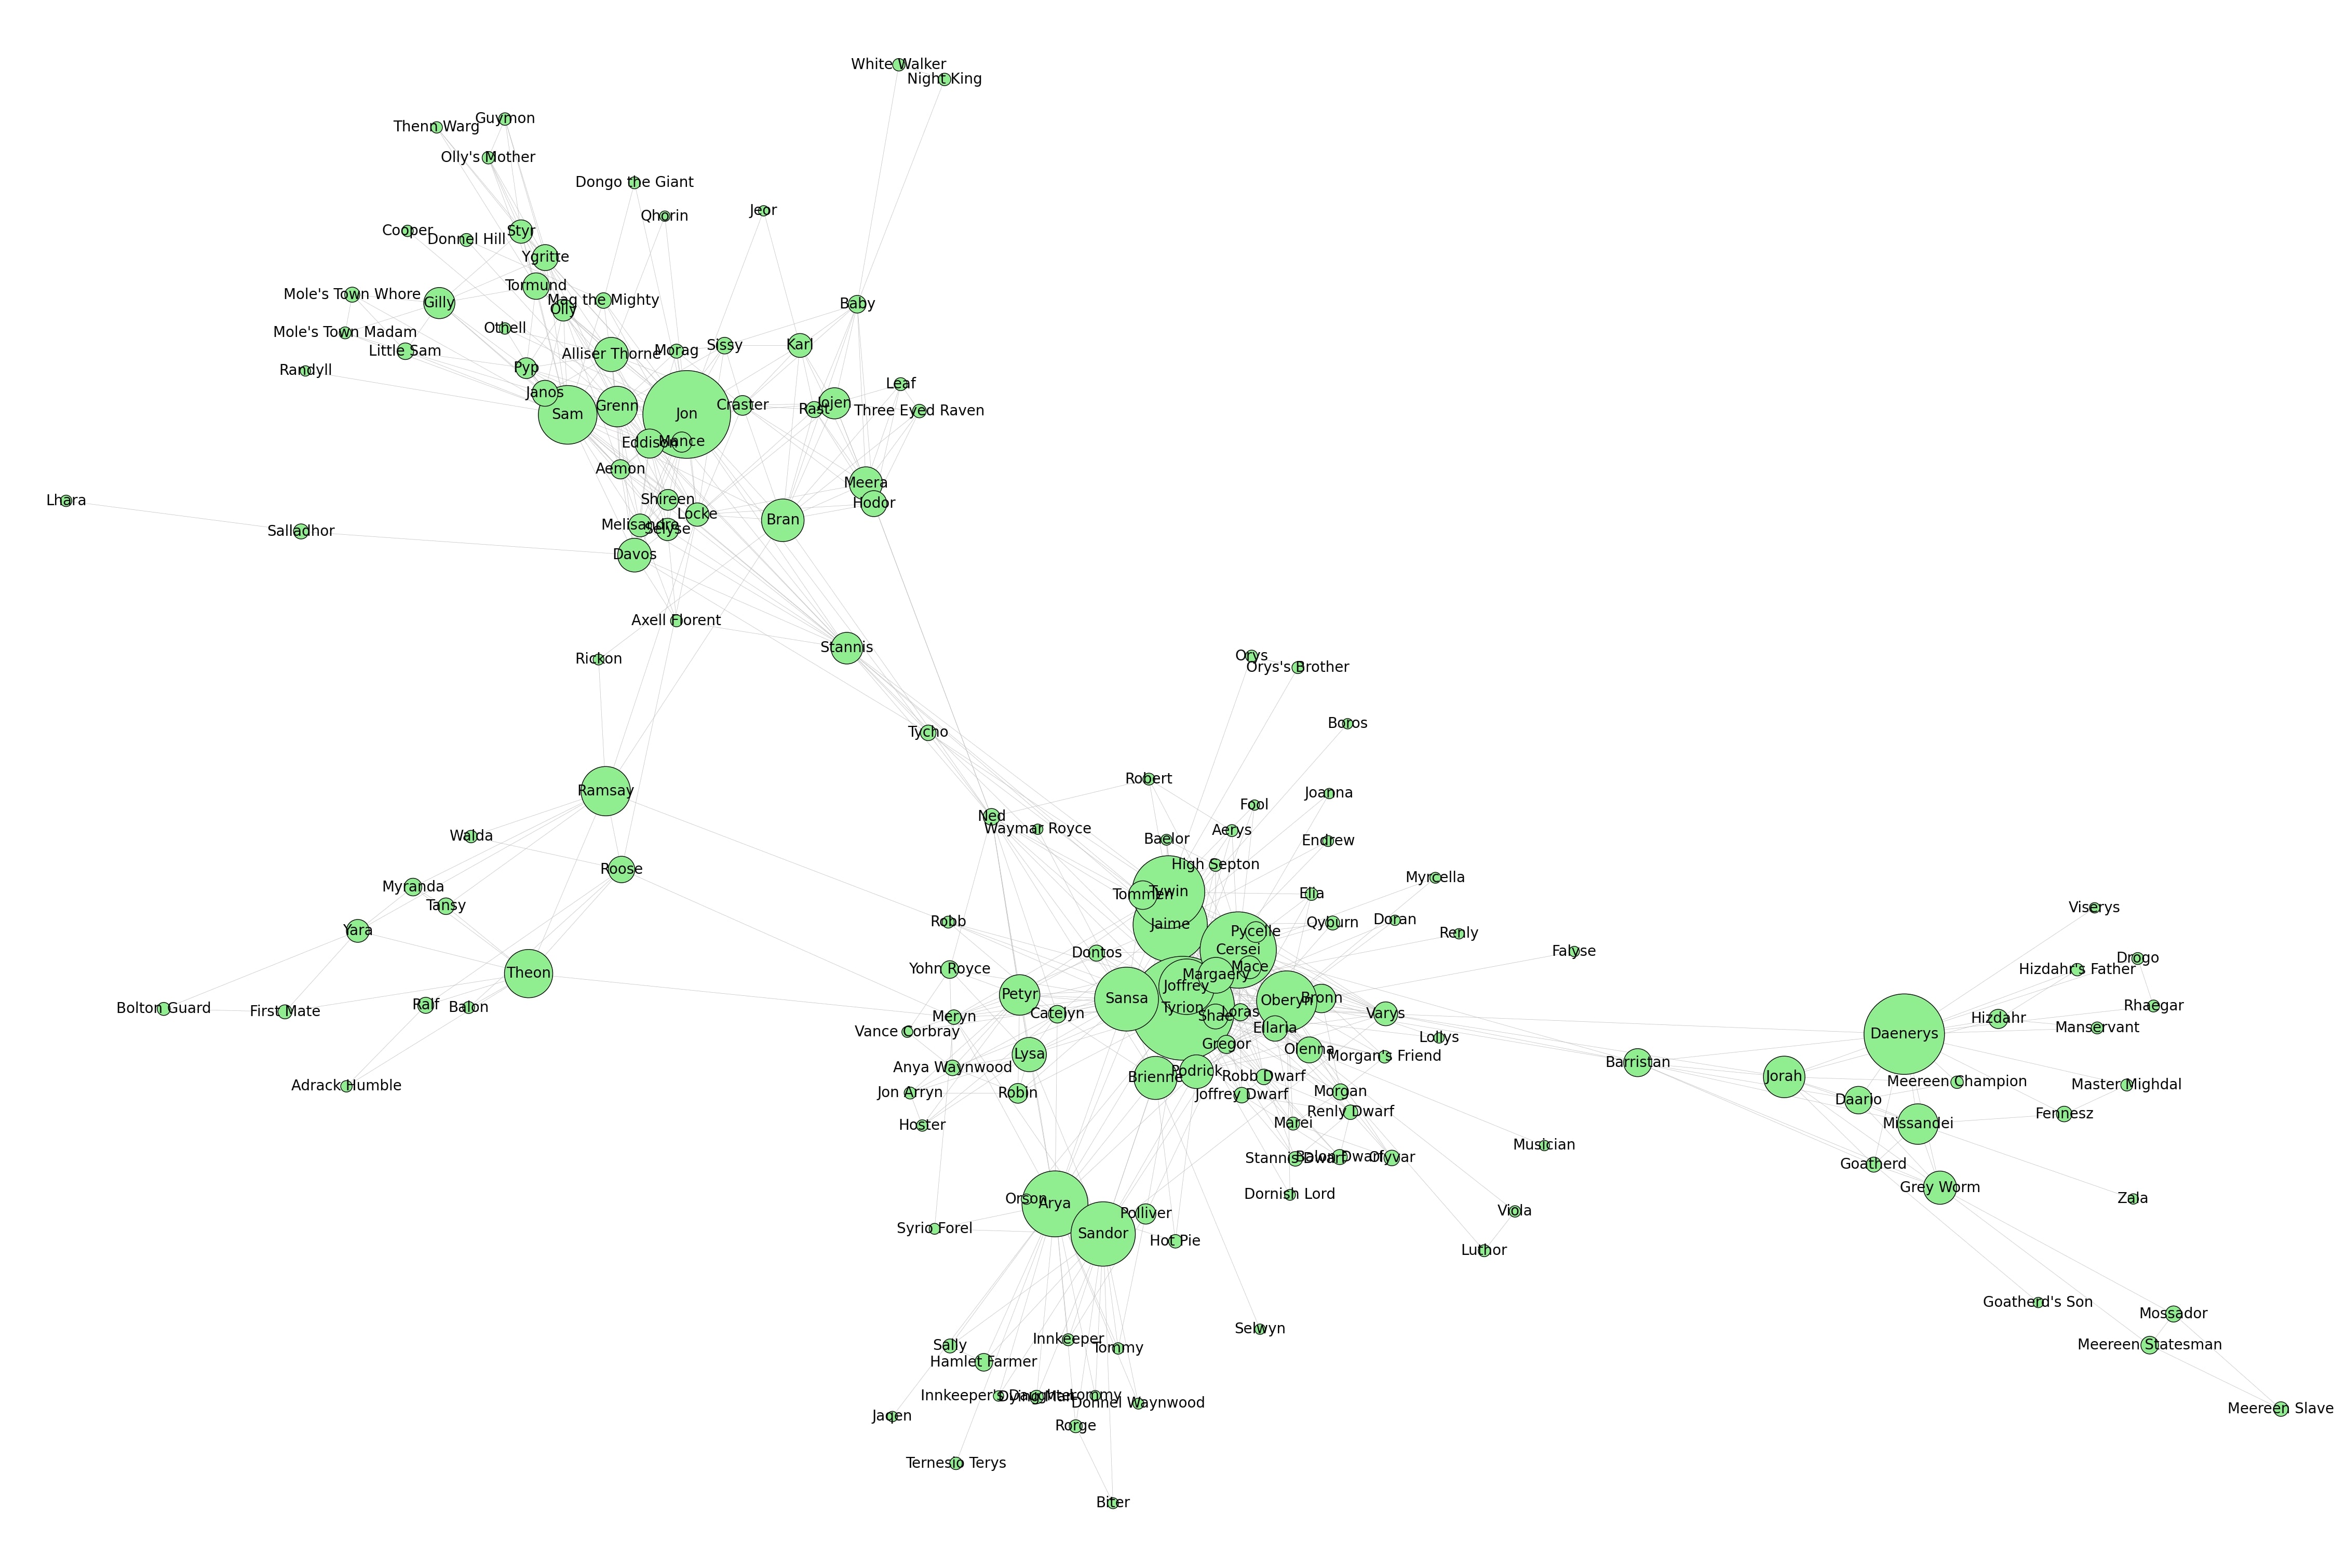 White Walker
Night King
Guymon
Thenn Warg
Olly's Mother
Dongo the Giant
Jeor
Qhorin
Cooper
Styr
Donnel Hill
Ygritte
Tormund
Mole's Town Whore
Mag the Mighty
Gilly
Baby
Olly
Othell
Mole's Town Madam
Sissy
Karl
Little Sam
Morag
Alliser Thorne
Pyp
Randyll
Leaf
Janos
Jojen
Craster
Grenn
Rast
Three Eyed Raven
Sam
Jon
Mance
Eddison
Aemon
Meera
Lhara
Shireen
Hodor
Locke
Bran
Melisandre
Selyse
Salladhor
Davos
Axell Florent
Stannis
Orys
Rickon
Orys's Brother
Boros
Tycho
Robert
Ramsay
Joanna
Fool
Ned
Waymar Royce
Aerys
Walda
Baelor
Endrew
High Septon
Roose
Myrcella
Myranda
Tywin
Tommen
Elia
Tansy
Viserys
Doran
Robb
Qyburn
Jaime
Yara
Pycelle
Renly
Cersei
Falyse
Dontos
Drogo
Mace
Yohn Royce
Hizdahr's Father
Theon
Margaery
Joffrey
Petyr
Sansa
Oberyn
Bronn
Ralf
Balon
Rhaegar
Bolton Guard
Tyrion
First Mate
Loras
Catelyn
Varys
Shae
Meryn
Hizdahr
Ellaria
Manservant
Vance Corbray
Daenerys
Lollys
Gregor
Olenna
Lysa
Morgan's Friend
Barristan
Anya Waynwood
Podrick
Robb Dwarf
Brienne
Jorah
Meereen Champion
Adrack Humble
Master Mighdal
Jon Arryn
Robin
Joffrey Dwarf
Morgan
Daario
Renly Dwarf
Fennesz
Marei
Missandei
Hoster
Musician
Stannis Dwarf
Balon Dwarf
Olyvar
Goatherd
Grey Worm
Dornish Lord
Orson
Zala
Arya
Viola
Polliver
Syrio Forel
Sandor
Hot Pie
Luthor
Goatherd's Son
Mossador
Selwyn
Innkeeper
Sally
Meereen Statesman
Tommy
Hamlet Farmer
Innkeeper's Daughter
Dying Man
Lommy
Donnel Waynwood
Meereen Slave
Jaqen
Rorge
Ternesio Terys
Biter